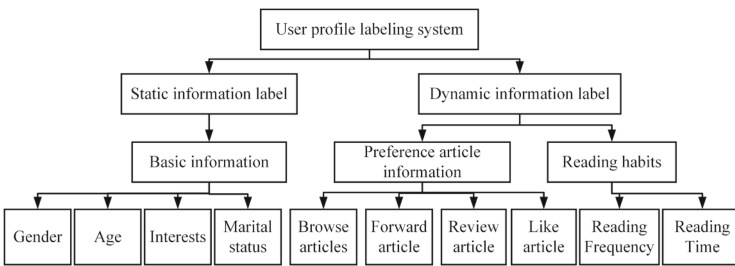 User profile labeling system
Static information label
Dynamic information label
Basic information
Preference article
information
Reading habits
Gender
Age
Interests
Marital
status
Browse
articles
Forward
article
Review
article
Like
article
Reading
Frequency
Reading
Time